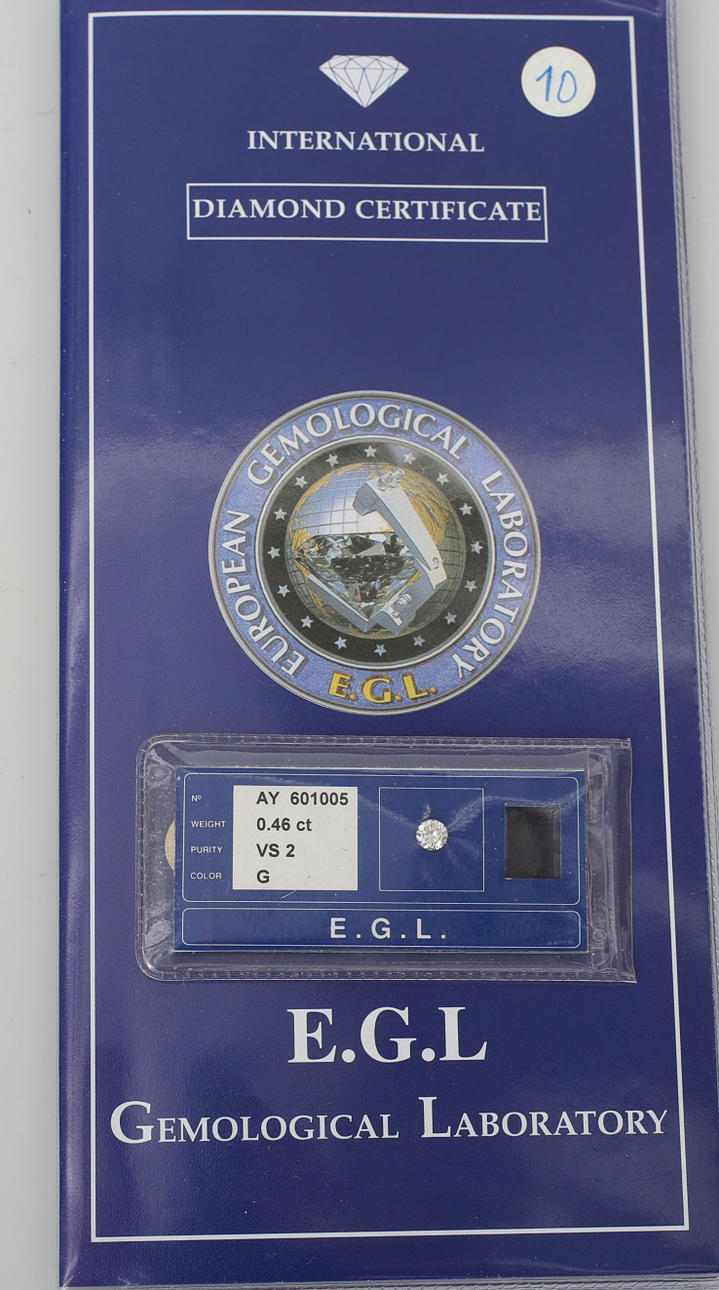 10
INTERNATIONAL
DIAMOND CERTIFICATE
EUROPEAN GEMOLOGICAL LABORATORY
E.G.L.
Nº AY 601005
WEIGHT 0.46 ct
PURITY VS 2
COLOR G
E.G.L.
E.G.L
GEMOLOGICAL LABORATORY